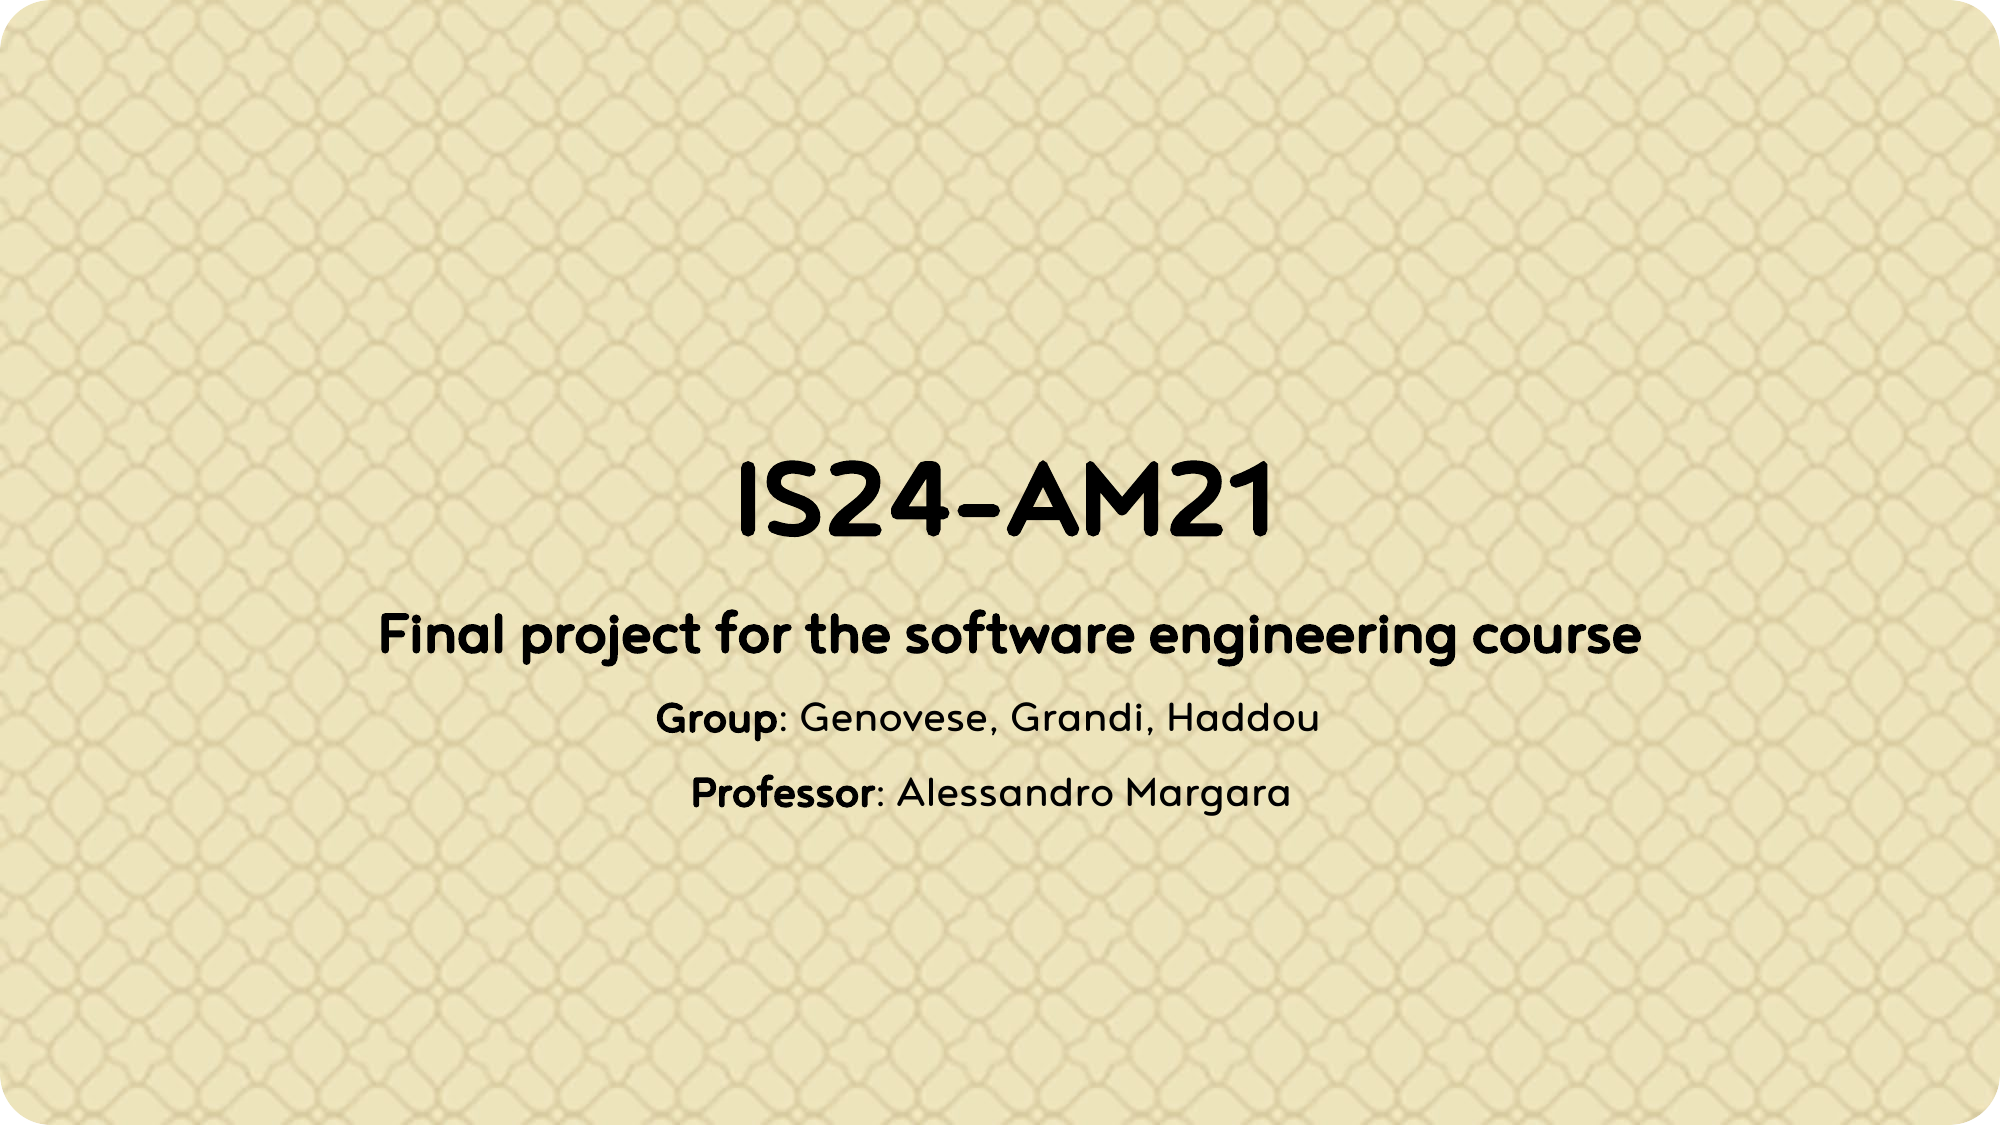 IS24-AM21
Final project for the software engineering course
Group: Genovese, Grandi, Haddou
Professor: Alessandro Margara